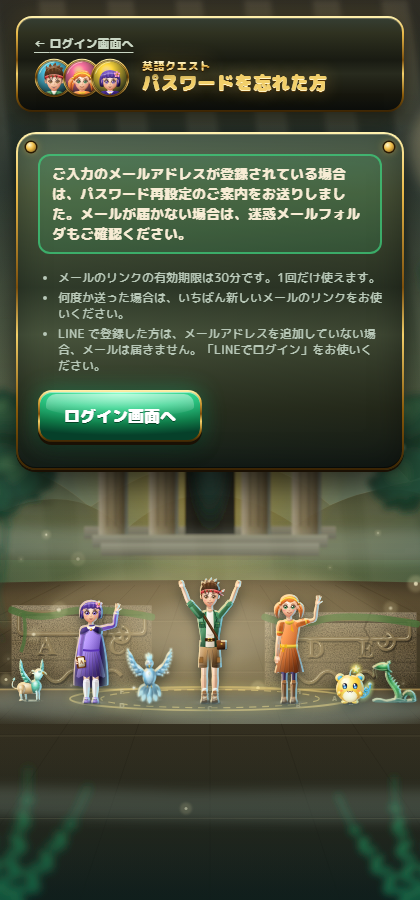 ← ログイン画面へ
英語クエスト
パスワードを忘れた方
ご入力のメールアドレスが登録されている場合
は、パスワード再設定のご案内をお送りしまし
た。メールが届かない場合は、迷惑メールフォル
ダもご確認ください。
• メールのリンクの有効期限は30分です。1回だけ使えます。
• 何度か送った場合は、いちばん新しいメールのリンクをお使
いください。
• LINE で登録した方は、メールアドレスを追加していない場
合、メールは届きません。「LINEでログイン」をお使いく
ださい。
ログイン画面へ
A D E